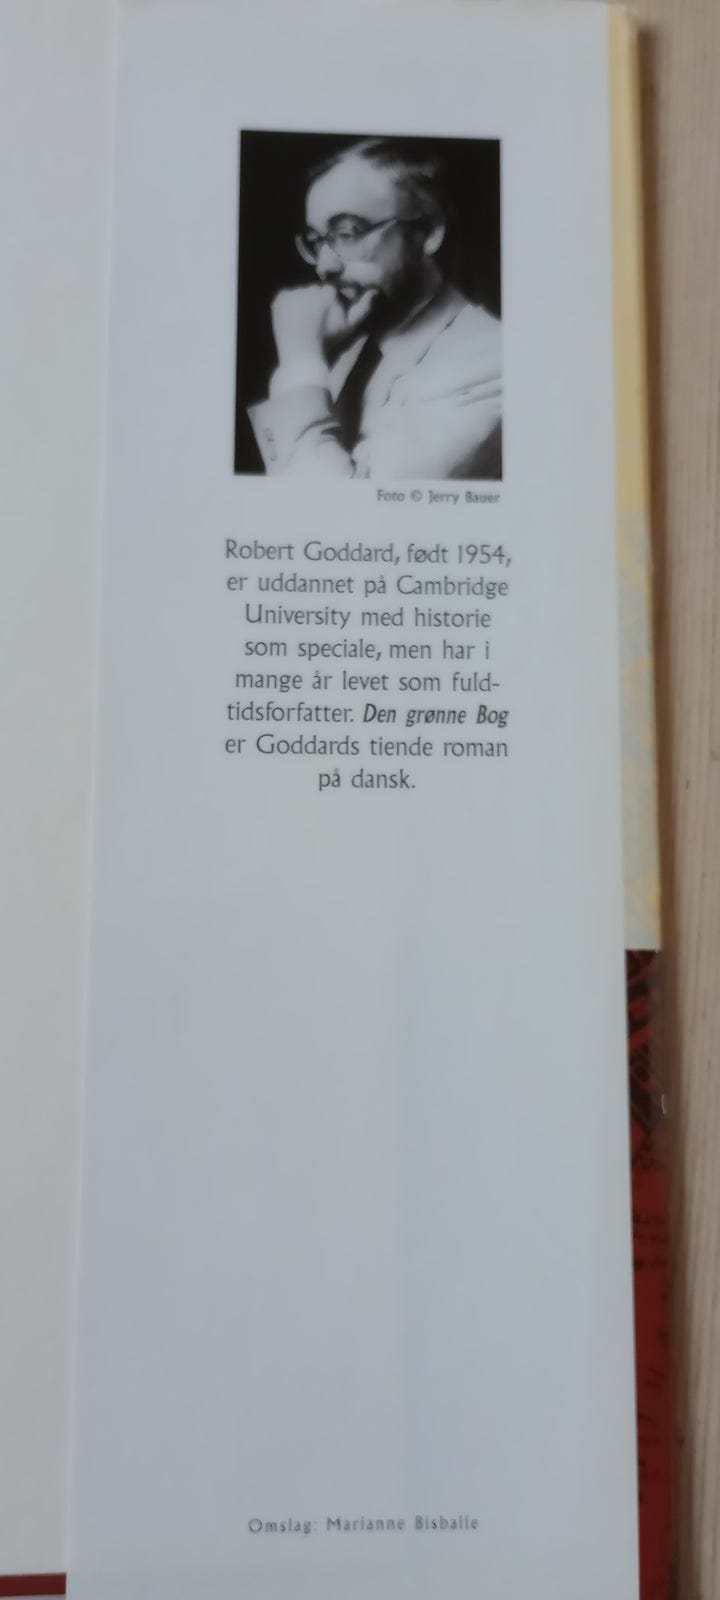 Foto © Jerry Bauer
Robert Goddard, født 1954,
er uddannet på Cambridge
University med historie
som speciale, men har i
mange år levet som fuld-
tidsforfatter. Den grønne Bog
er Goddards tiende roman
på dansk.
Omslag: Marianne Bisballe